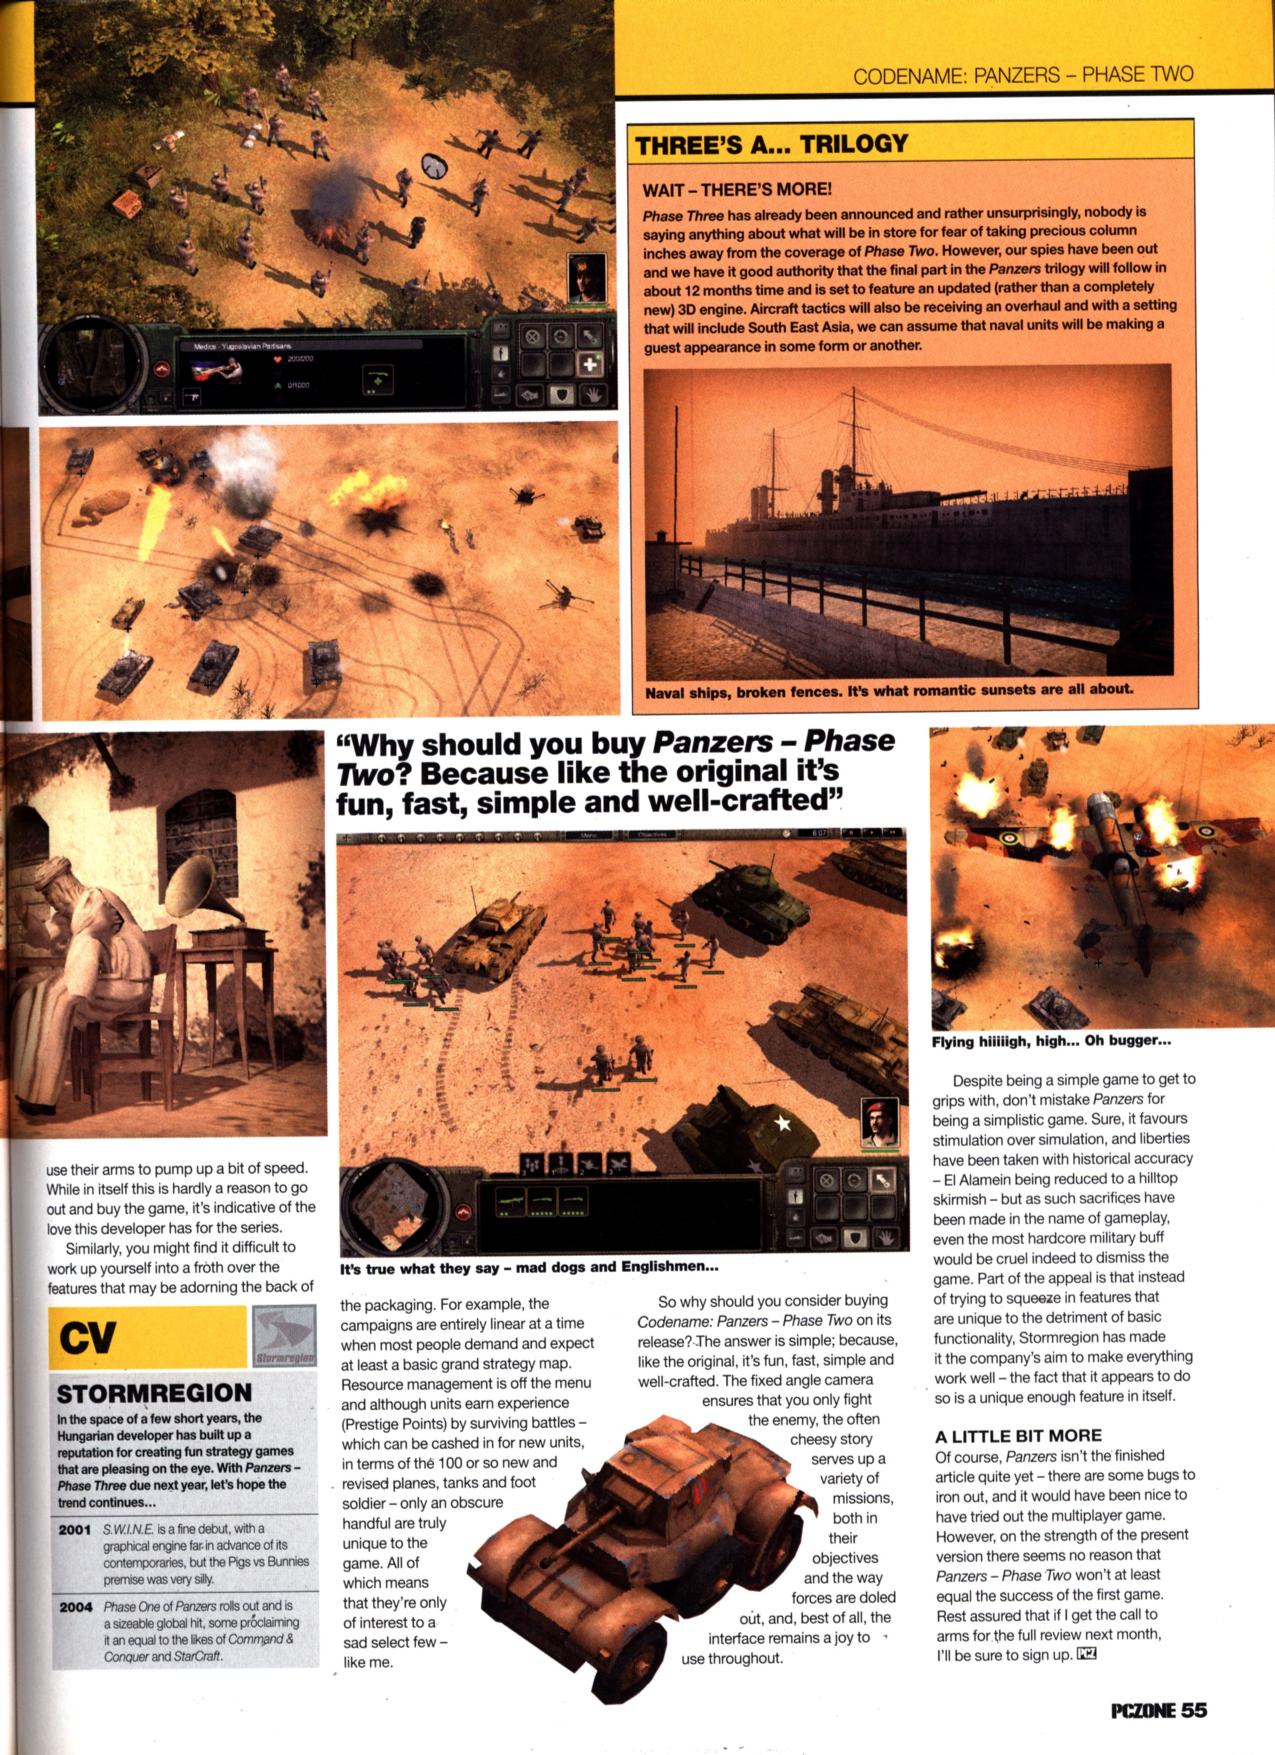 CODENAME: PANZERS – PHASE TWO
THREE'S A... TRILOGY
WAIT – THERE'S MORE!
Phase Three has already been announced and rather unsurprisingly, nobody is
saying anything about what will be in store for fear of taking precious column
inches away from the coverage of Phase Two. However, our spies have been out
and we have it good authority that the final part in the Panzers trilogy will follow in
about 12 months time and is set to feature an updated (rather than a completely
new) 3D engine. Aircraft tactics will also be receiving an overhaul and with a setting
that will include South East Asia, we can assume that naval units will be making a
guest appearance in some form or another.
Naval ships, broken fences. It's what romantic sunsets are all about.
Medics - Yugoslavian Partisans
200/200
0/1000
"Why should you buy Panzers – Phase
Two? Because like the original it's
fun, fast, simple and well-crafted"
Menu
Objectives
6:07
It's true what they say – mad dogs and Englishmen...
Flying hiiiiigh, high... Oh bugger...
use their arms to pump up a bit of speed.
While in itself this is hardly a reason to go
out and buy the game, it's indicative of the
love this developer has for the series.
Similarly, you might find it difficult to
work up yourself into a froth over the
features that may be adorning the back of
CV
Stormregion
STORMREGION
In the space of a few short years, the
Hungarian developer has built up a
reputation for creating fun strategy games
that are pleasing on the eye. With Panzers –
Phase Three due next year, let's hope the
trend continues...
2001 S.W.I.N.E. is a fine debut, with a
graphical engine far in advance of its
contemporaries, but the Pigs vs Bunnies
premise was very silly.
2004 Phase One of Panzers rolls out and is
a sizeable global hit, some proclaiming
it an equal to the likes of Command &
Conquer and StarCraft.
the packaging. For example, the
campaigns are entirely linear at a time
when most people demand and expect
at least a basic grand strategy map.
Resource management is off the menu
and although units earn experience
(Prestige Points) by surviving battles –
which can be cashed in for new units,
in terms of the 100 or so new and
revised planes, tanks and foot
soldier – only an obscure
handful are truly
unique to the
game. All of
which means
that they're only
of interest to a
sad select few –
like me.
So why should you consider buying
Codename: Panzers – Phase Two on its
release? The answer is simple; because,
like the original, it's fun, fast, simple and
well-crafted. The fixed angle camera
ensures that you only fight
the enemy, the often
cheesy story
serves up a
variety of
missions,
both in
their
objectives
and the way
forces are doled
out, and, best of all, the
interface remains a joy to
use throughout.
Despite being a simple game to get to
grips with, don't mistake Panzers for
being a simplistic game. Sure, it favours
stimulation over simulation, and liberties
have been taken with historical accuracy
– El Alamein being reduced to a hilltop
skirmish – but as such sacrifices have
been made in the name of gameplay,
even the most hardcore military buff
would be cruel indeed to dismiss the
game. Part of the appeal is that instead
of trying to squeeze in features that
are unique to the detriment of basic
functionality, Stormregion has made
it the company's aim to make everything
work well – the fact that it appears to do
so is a unique enough feature in itself.
A LITTLE BIT MORE
Of course, Panzers isn't the finished
article quite yet – there are some bugs to
iron out, and it would have been nice to
have tried out the multiplayer game.
However, on the strength of the present
version there seems no reason that
Panzers – Phase Two won't at least
equal the success of the first game.
Rest assured that if I get the call to
arms for the full review next month,
I'll be sure to sign up. PCZ
PCZONE 55